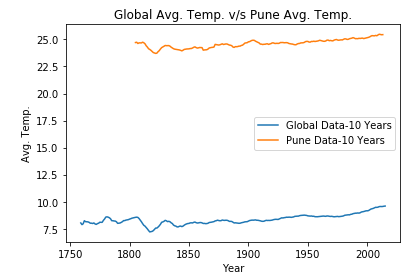 Global Avg. Temp. v/s Pune Avg. Temp.
Avg. Temp.
25.0
22.5
20.0
17.5
15.0
12.5
10.0
7.5
Global Data-10 Years
Pune Data-10 Years
1750
1800
1850
1900
1950
2000
Year